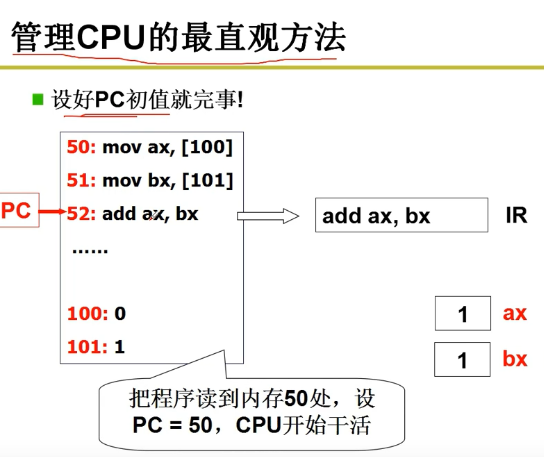 管理CPU的最直观方法
设好PC初值就完事!
50: mov ax, [100]
51: mov bx, [101]
PC
52: add ax, bx
......
100: 0
101: 1
add ax, bx
IR
1
ax
1
bx
把程序读到内存50处，设
PC = 50，CPU开始干活